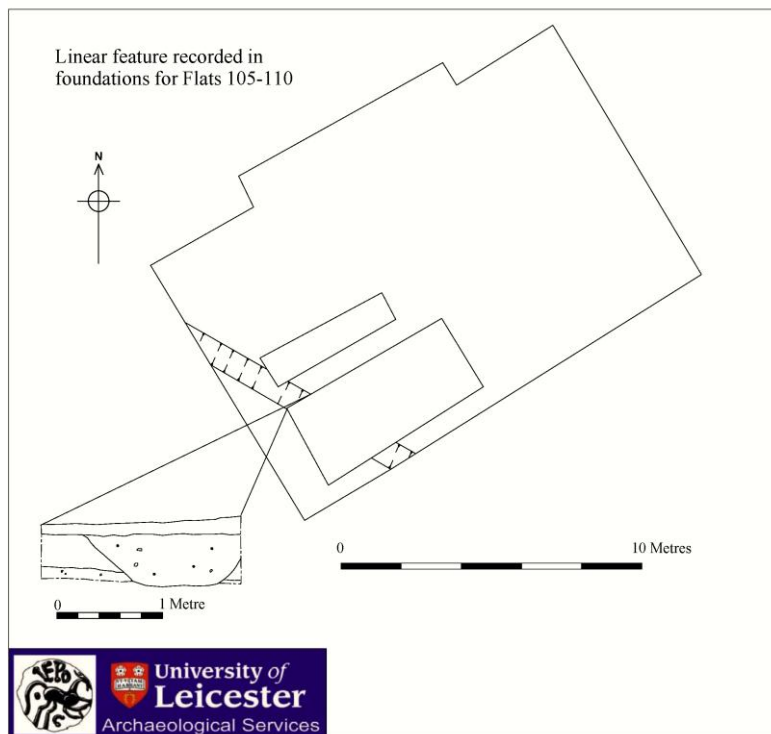 Linear feature recorded in
foundations for Flats 105-110
N
0
10 Metres
0
1 Metre
University of
Leicester
Archaeological Services